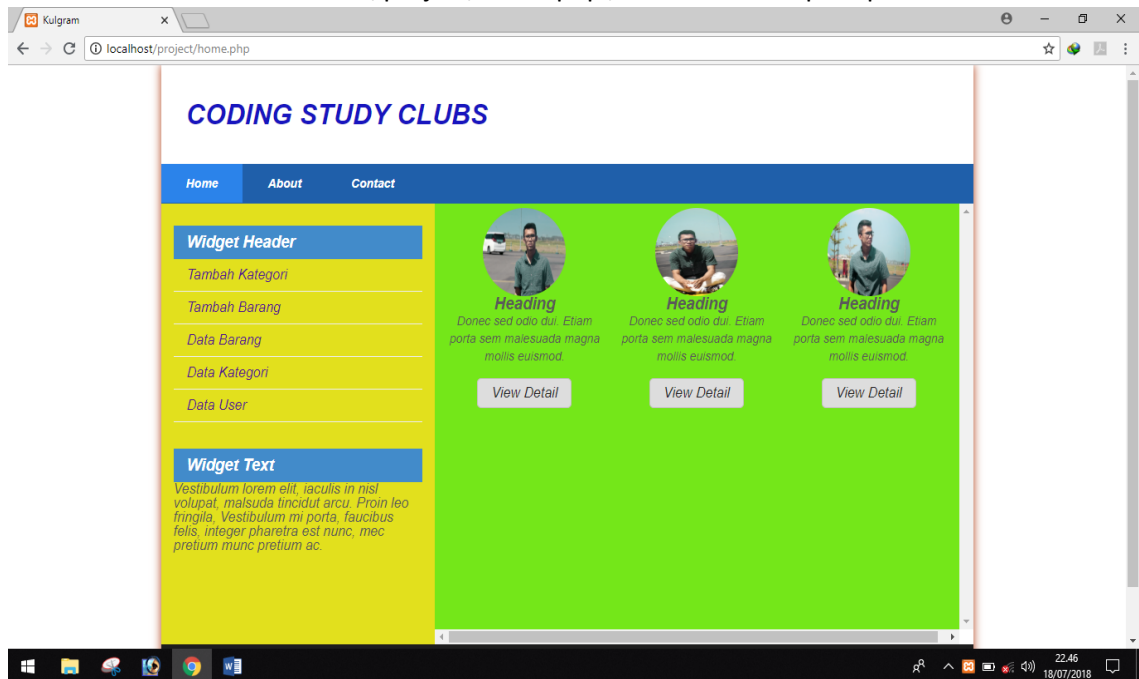 Kulgram
localhost/project/home.php
CODING STUDY CLUBS
Home About Contact
Widget Header
Tambah Kategori
Tambah Barang
Data Barang
Data Kategori
Data User
Widget Text
Vestibulum lorem elit, iaculis in nisl
volupat, malsuda tincidut arcu. Proin leo
fringila, Vestibulum mi porta, faucibus
felis, integer pharetra est nunc, mec
pretium munc pretium ac.
Heading
Donec sed odio dui. Etiam
porta sem malesuada magna
mollis euismod.
View Detail
Heading
Donec sed odio dui. Etiam
porta sem malesuada magna
mollis euismod.
View Detail
Heading
Donec sed odio dui. Etiam
porta sem malesuada magna
mollis euismod.
View Detail
22.46
18/07/2018